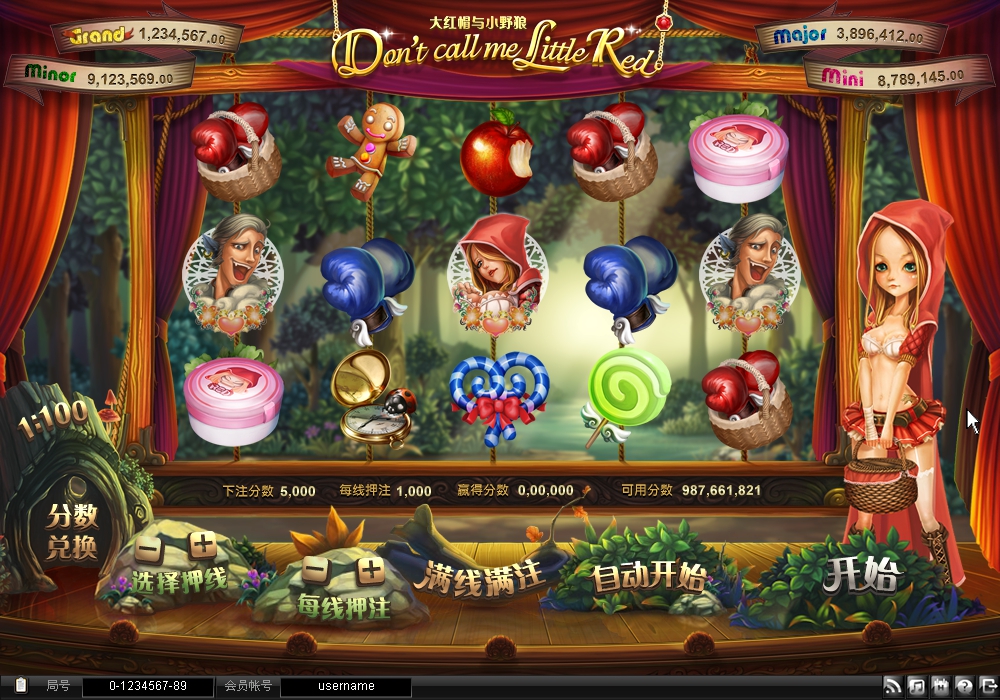 大红帽与小野狼
Don't call me Little Red
Grand 1,234,567.00
Major 3,896,412.00
Minor 9,123,569.00
Mini 8,789,145.00
1:100
下注分数 5,000 每线押注 1,000 赢得分数 0,00,000 可用分数 987,661,821
分数
兑换
选择押线
每线押注
满线满注
自动开始
开始
局号 0-1234567-89 会员帐号 username